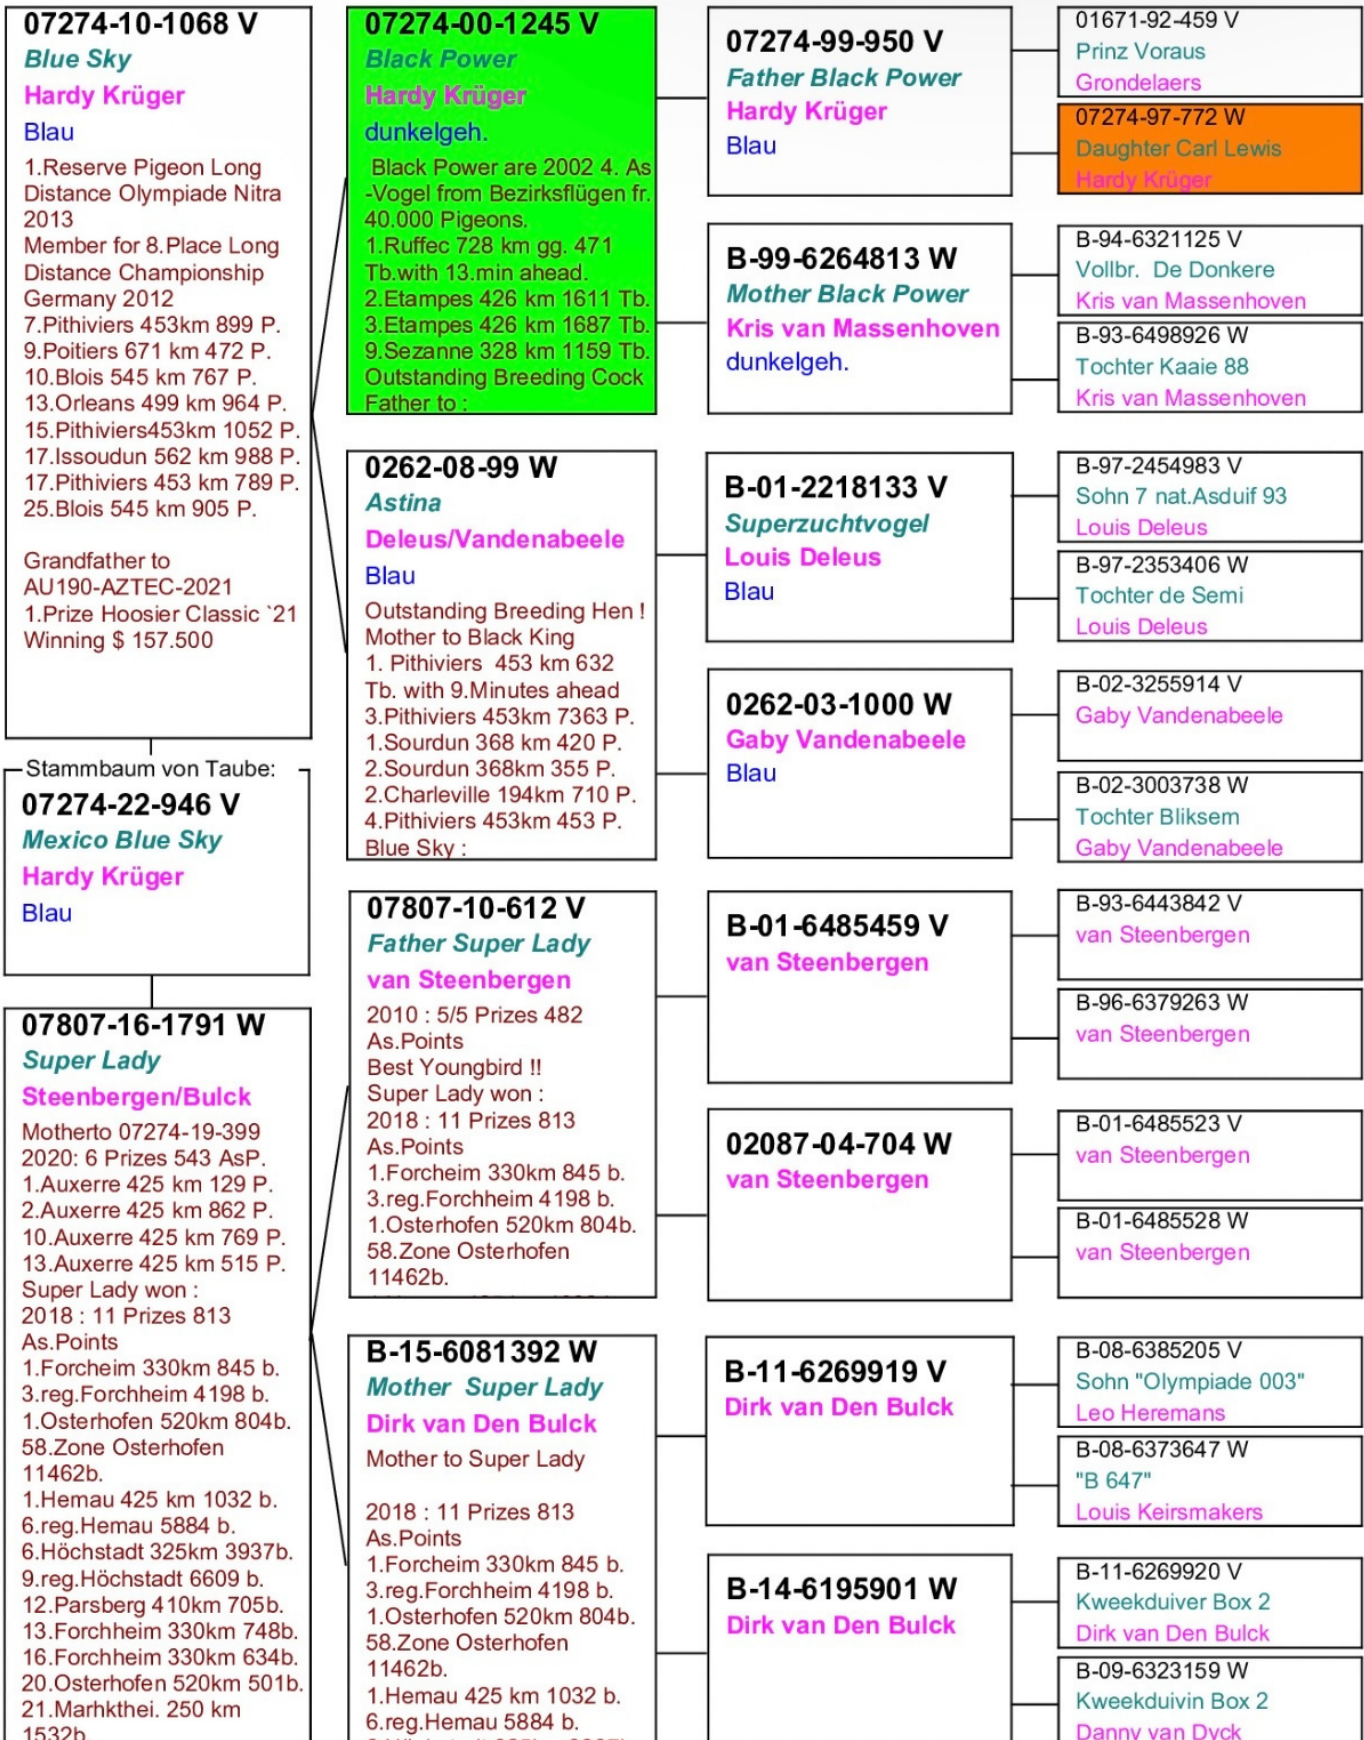 07274-10-1068 V
Blue Sky
Hardy Krüger
Blau
1.Reserve Pigeon Long
Distance Olympiade Nitra
2013
Member for 8.Place Long
Distance Championship
Germany 2012
7.Pithiviers 453km 899 P.
9.Poitiers 671 km 472 P.
10.Blois 545 km 767 P.
13.Orleans 499 km 964 P.
15.Pithiviers453km 1052 P.
17.Issoudun 562 km 988 P.
17.Pithiviers 453 km 789 P.
25.Blois 545 km 905 P.
Grandfather to
AU190-AZTEC-2021
1.Prize Hoosier Classic `21
Winning $ 157.500
Stammbaum von Taube:
07274-22-946 V
Mexico Blue Sky
Hardy Krüger
Blau
07807-16-1791 W
Super Lady
Steenbergen/Bulck
Motherto 07274-19-399
2020: 6 Prizes 543 AsP.
1.Auxerre 425 km 129 P.
2.Auxerre 425 km 862 P.
10.Auxerre 425 km 769 P.
13.Auxerre 425 km 515 P.
Super Lady won :
2018 : 11 Prizes 813
As.Points
1.Forcheim 330km 845 b.
3.reg.Forchheim 4198 b.
1.Osterhofen 520km 804b.
58.Zone Osterhofen
11462b.
1.Hemau 425 km 1032 b.
6.reg.Hemau 5884 b.
6.Höchstadt 325km 3937b.
9.reg.Höchstadt 6609 b.
12.Parsberg 410km 705b.
13.Forchheim 330km 748b.
16.Forchheim 330km 634b.
20.Osterhofen 520km 501b.
21.Marhkthei. 250 km
1532b.
07274-00-1245 V
Black Power
Hardy Krüger
dunkelgeh.
Black Power are 2002 4. As
-Vogel from Bezirksflügen fr.
40.000 Pigeons.
1.Ruffec 728 km gg. 471
Tb.with 13.min ahead.
2.Etampes 426 km 1611 Tb.
3.Etampes 426 km 1687 Tb.
9.Sezanne 328 km 1159 Tb.
Outstanding Breeding Cock
Father to :
0262-08-99 W
Astina
Deleus/Vandenabeele
Blau
Outstanding Breeding Hen !
Mother to Black King
1. Pithiviers 453 km 632
Tb. with 9.Minutes ahead
3.Pithiviers 453km 7363 P.
1.Sourdun 368 km 420 P.
2.Sourdun 368km 355 P.
2.Charleville 194km 710 P.
4.Pithiviers 453km 453 P.
Blue Sky :
07807-10-612 V
Father Super Lady
van Steenbergen
2010 : 5/5 Prizes 482
As.Points
Best Youngbird !!
Super Lady won :
2018 : 11 Prizes 813
As.Points
1.Forcheim 330km 845 b.
3.reg.Forchheim 4198 b.
1.Osterhofen 520km 804b.
58.Zone Osterhofen
11462b.
B-15-6081392 W
Mother Super Lady
Dirk van Den Bulck
Mother to Super Lady
2018 : 11 Prizes 813
As.Points
1.Forcheim 330km 845 b.
3.reg.Forchheim 4198 b.
1.Osterhofen 520km 804b.
58.Zone Osterhofen
11462b.
1.Hemau 425 km 1032 b.
6.reg.Hemau 5884 b.
07274-99-950 V
Father Black Power
Hardy Krüger
Blau
B-99-6264813 W
Mother Black Power
Kris van Massenhoven
dunkelgeh.
B-01-2218133 V
Superzuchtvogel
Louis Deleus
Blau
0262-03-1000 W
Gaby Vandenabeele
Blau
B-01-6485459 V
van Steenbergen
02087-04-704 W
van Steenbergen
B-11-6269919 V
Dirk van Den Bulck
B-14-6195901 W
Dirk van Den Bulck
01671-92-459 V
Prinz Voraus
Grondelaers
07274-97-772 W
Daughter Carl Lewis
Hardy Krüger
B-94-6321125 V
Vollbr. De Donkere
Kris van Massenhoven
B-93-6498926 W
Tochter Kaaie 88
Kris van Massenhoven
B-97-2454983 V
Sohn 7 nat.Asduif 93
Louis Deleus
B-97-2353406 W
Tochter de Semi
Louis Deleus
B-02-3255914 V
Gaby Vandenabeele
B-02-3003738 W
Tochter Bliksem
Gaby Vandenabeele
B-93-6443842 V
van Steenbergen
B-96-6379263 W
van Steenbergen
B-01-6485523 V
van Steenbergen
B-01-6485528 W
van Steenbergen
B-08-6385205 V
Sohn "Olympiade 003"
Leo Heremans
B-08-6373647 W
"B 647"
Louis Keirsmakers
B-11-6269920 V
Kweekduiver Box 2
Dirk van Den Bulck
B-09-6323159 W
Kweekduivin Box 2
Danny van Dyck